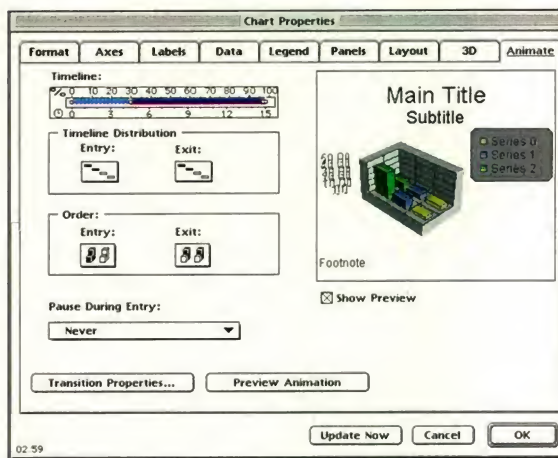 Chart Properties
Format Axes Labels Data Legend Panels Layout 3D Animate
Timeline:
% 0 10 20 30 40 50 60 70 80 90 100
0 3 6 9 12 15
Timeline Distribution
Entry: Exit:
Order:
Entry: Exit:
Pause During Entry:
Never
Transition Properties... Preview Animation
Main Title
Subtitle
Series 0
Series 1
Series 2
Footnote
Show Preview
Update Now Cancel OK
02:59